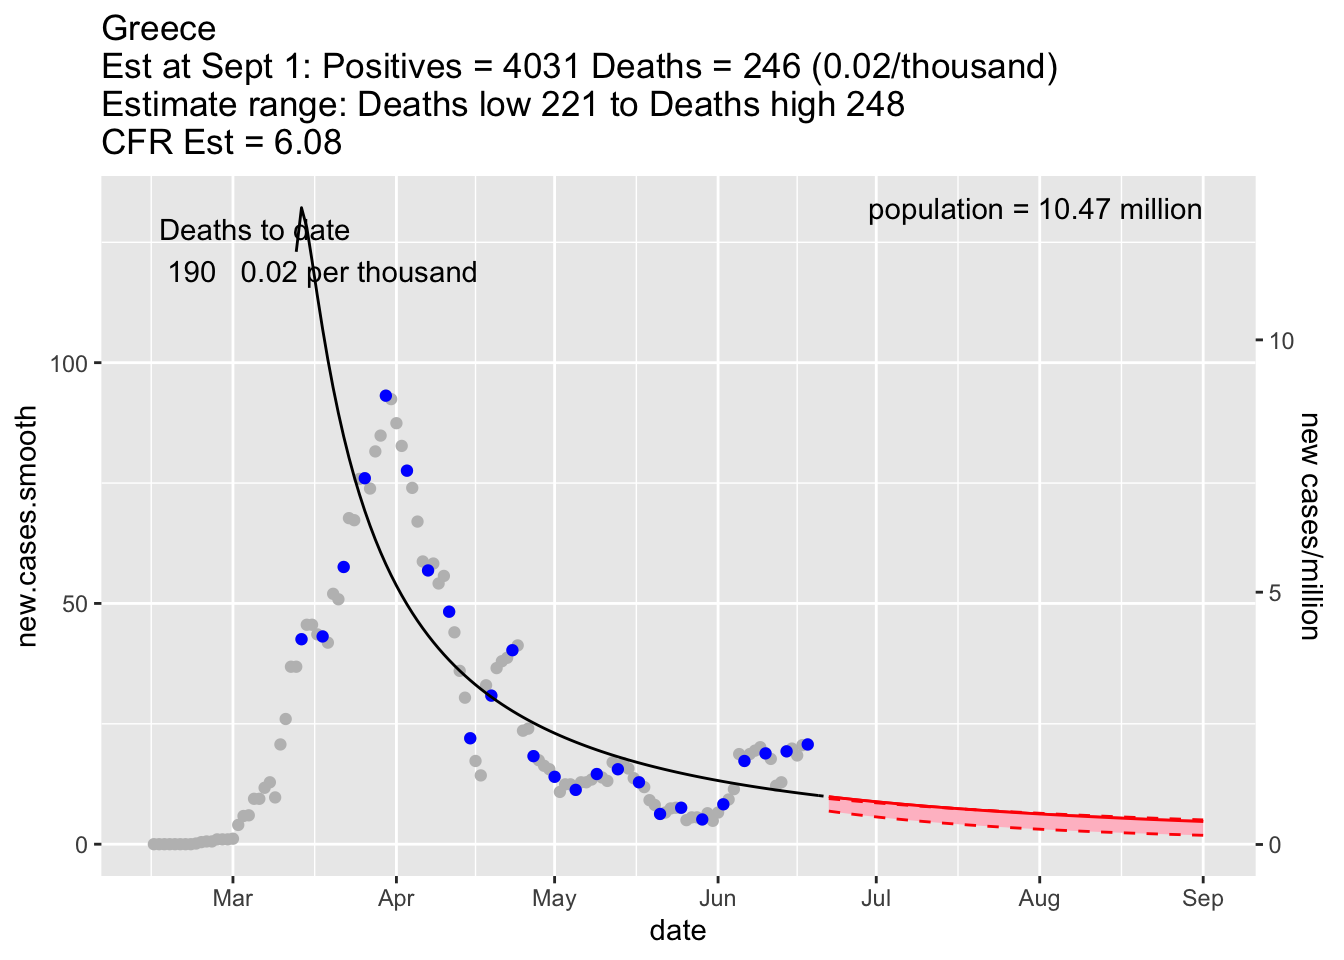 Greece
Est at Sept 1: Positives = 4031 Deaths = 246 (0.02/thousand)
Estimate range: Deaths low 221 to Deaths high 248
CFR Est = 6.08
population = 10.47 million
Deaths to date
190 0.02 per thousand
100
50
0
new.cases.smooth
10
5
0
new cases/million
Mar Apr May Jun Jul Aug Sep
date